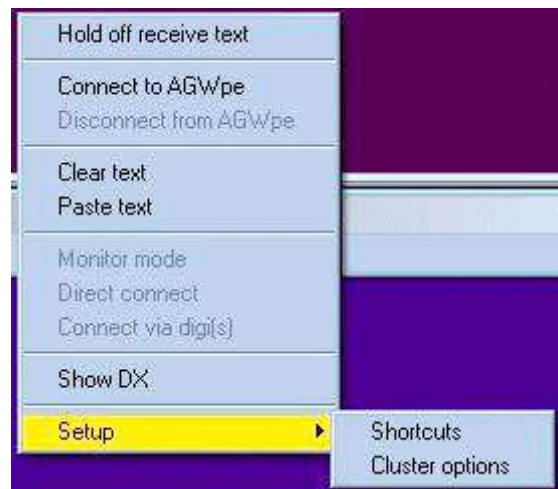 Hold off receive text
Connect to AGWpe
Disconnect from AGWpe
Clear text
Paste text
Monitor mode
Direct connect
Connect via digi(s)
Show DX
Setup
Shortcuts
Cluster options